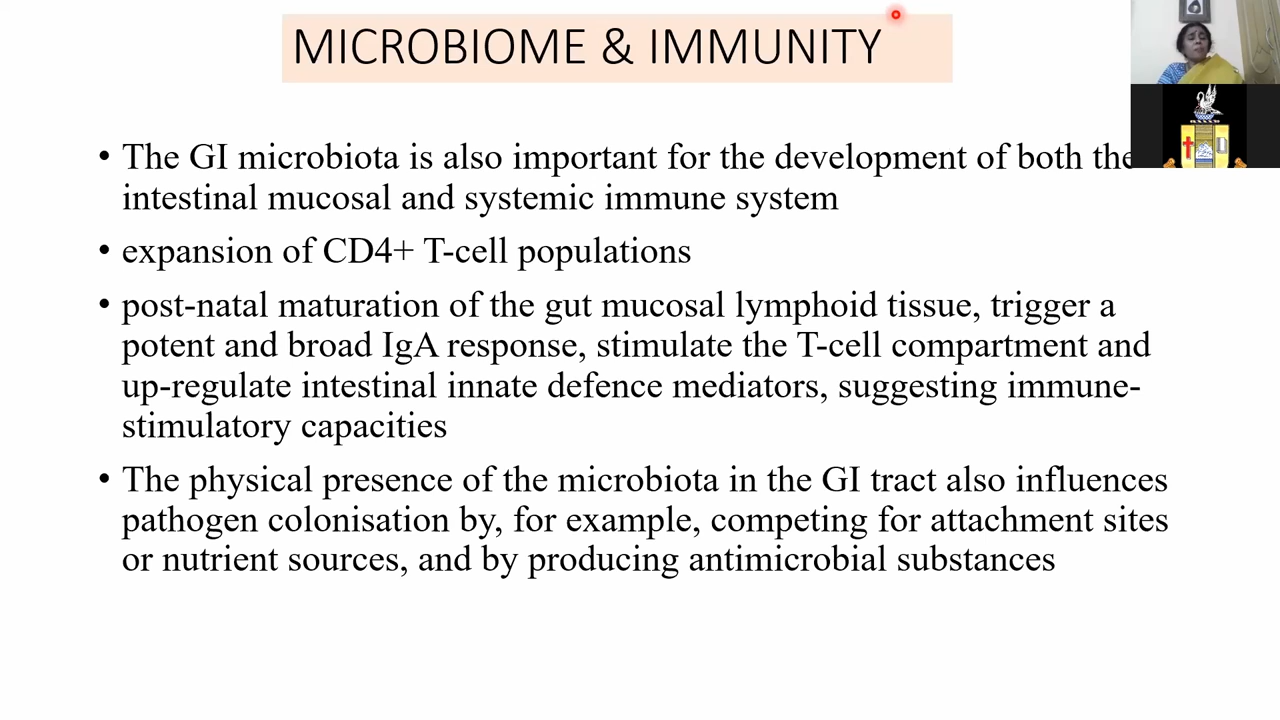 MICROBIOME & IMMUNITY
• The GI microbiota is also important for the development of both the
intestinal mucosal and systemic immune system
• expansion of CD4+ T-cell populations
• post-natal maturation of the gut mucosal lymphoid tissue, trigger a
potent and broad IgA response, stimulate the T-cell compartment and
up-regulate intestinal innate defence mediators, suggesting immune-
stimulatory capacities
• The physical presence of the microbiota in the GI tract also influences
pathogen colonisation by, for example, competing for attachment sites
or nutrient sources, and by producing antimicrobial substances